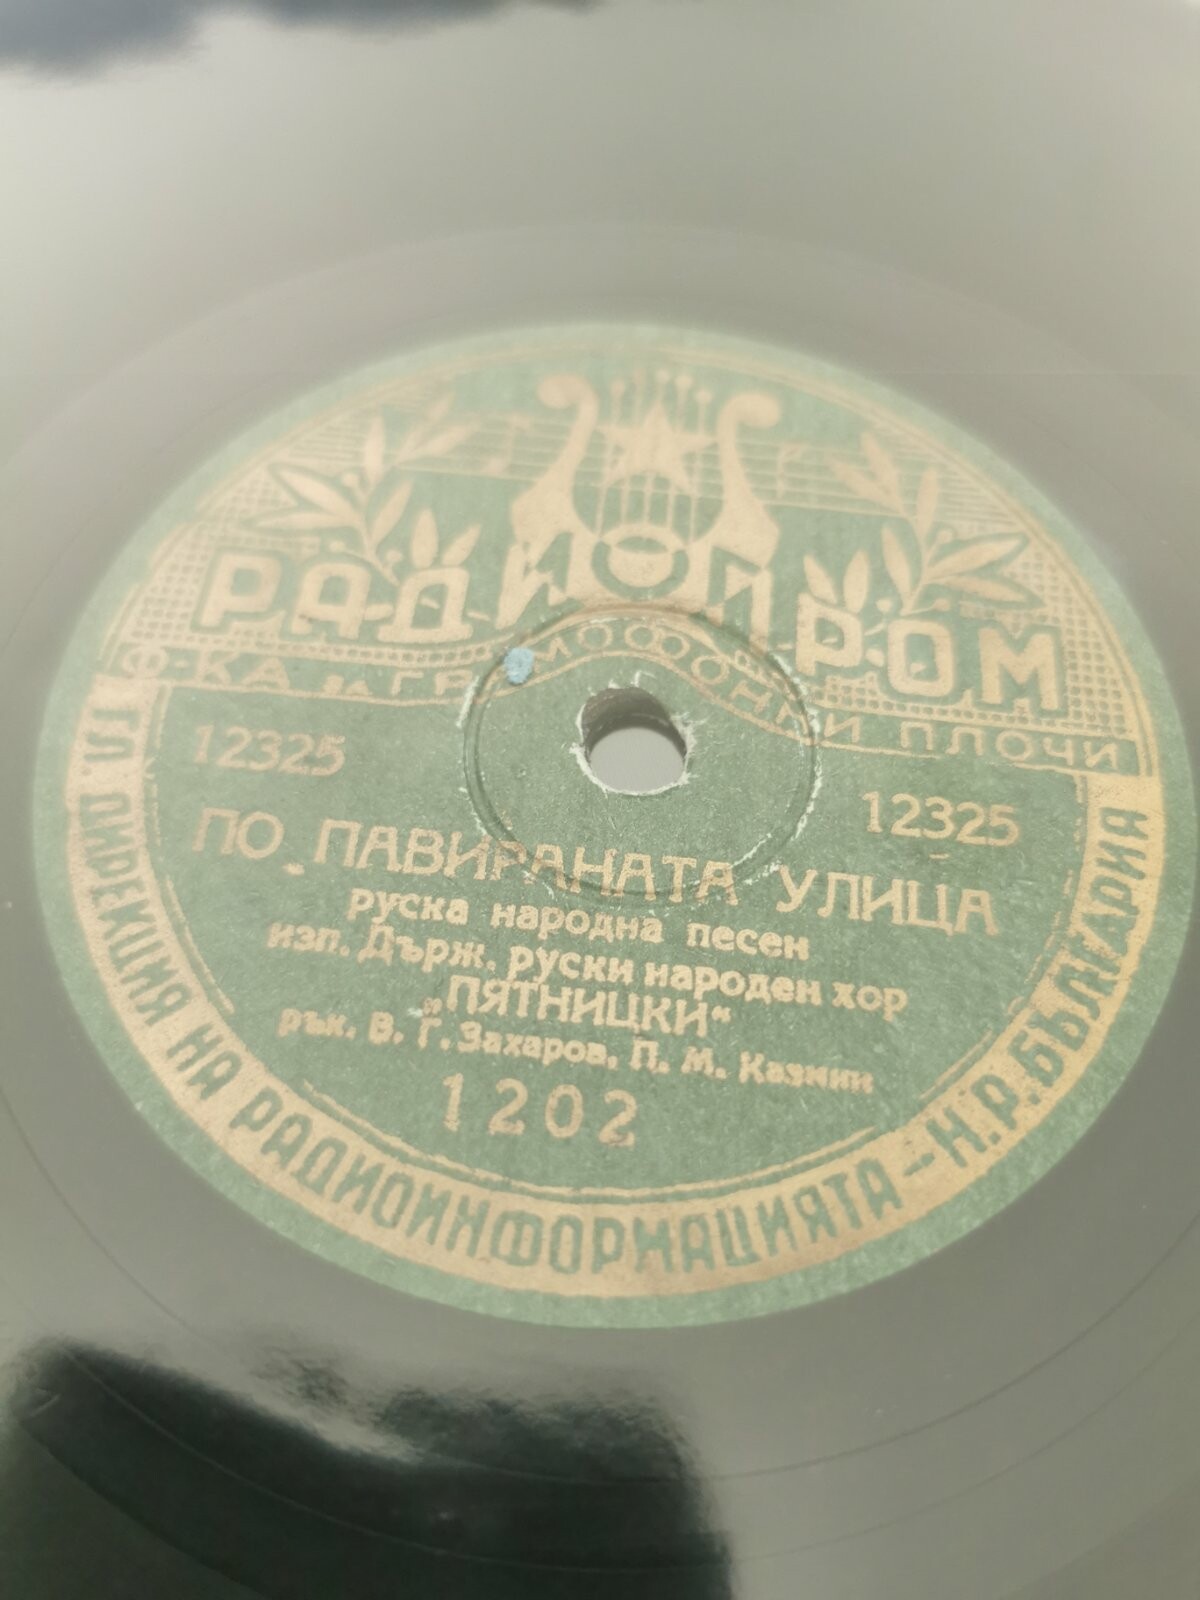 РАДИОПРОМ
Ф-КА ЗА ГРАМОФОННИ ПЛОЧИ
12325
12325
ПО ПАВИРАНАТА УЛИЦА
руска народна песен
изп. Държ. руски народен хор
„ПЯТНИЦКИ“
рък. В. Г. Захаров, П. М. Казмин
1202
ГЛ. ДИРЕКЦИЯ НА РАДИОИНФОРМАЦИЯТА – Н.Р.БЪЛГАРИЯ